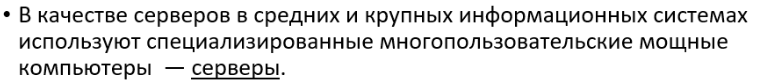 • В качестве серверов в средних и крупных информационных системах
используют специализированные многопользовательские мощные
компьютеры — серверы.